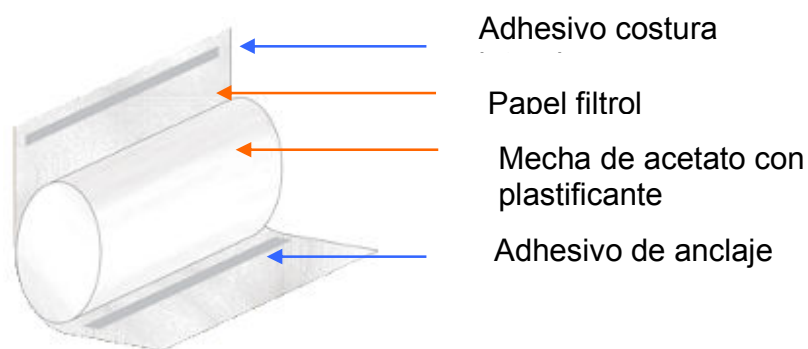 Adhesivo costura
Papel filtrol
Mecha de acetato con
plastificante
Adhesivo de anclaje